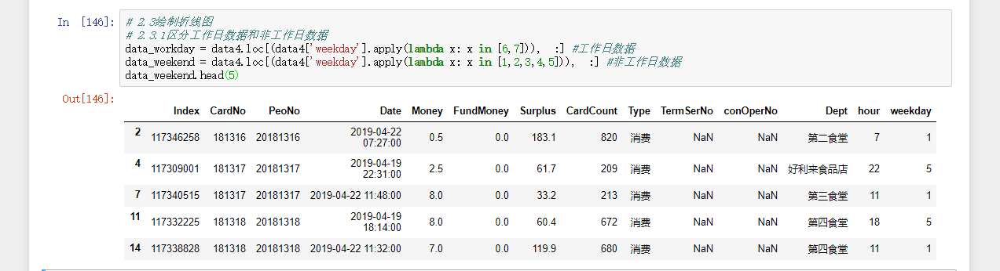 In [146]: # 2.3绘制折线图
# 2.3.1区分工作日数据和非工作日数据
data_workday = data4.loc[(data4['weekday'].apply(lambda x: x in [6,7])), :] #工作日数据
data_weekend = data4.loc[(data4['weekday'].apply(lambda x: x in [1,2,3,4,5])), :] #非工作日数据
data_weekend.head(5)
Out[146]:
Index CardNo PeoNo Date Money FundMoney Surplus CardCount Type TermSerNo conOperNo Dept hour weekday
2 117346258 181316 20181316 2019-04-22 07:27:00 0.5 0.0 183.1 820 消费 NaN NaN 第二食堂 7 1
4 117309001 181317 20181317 2019-04-19 22:31:00 2.5 0.0 61.7 209 消费 NaN NaN 好利来食品店 22 5
7 117340515 181317 20181317 2019-04-22 11:48:00 8.0 0.0 33.2 213 消费 NaN NaN 第三食堂 11 1
11 117332225 181318 20181318 2019-04-19 18:14:00 8.0 0.0 60.4 672 消费 NaN NaN 第四食堂 18 5
14 117338828 181318 20181318 2019-04-22 11:32:00 7.0 0.0 119.9 680 消费 NaN NaN 第四食堂 11 1